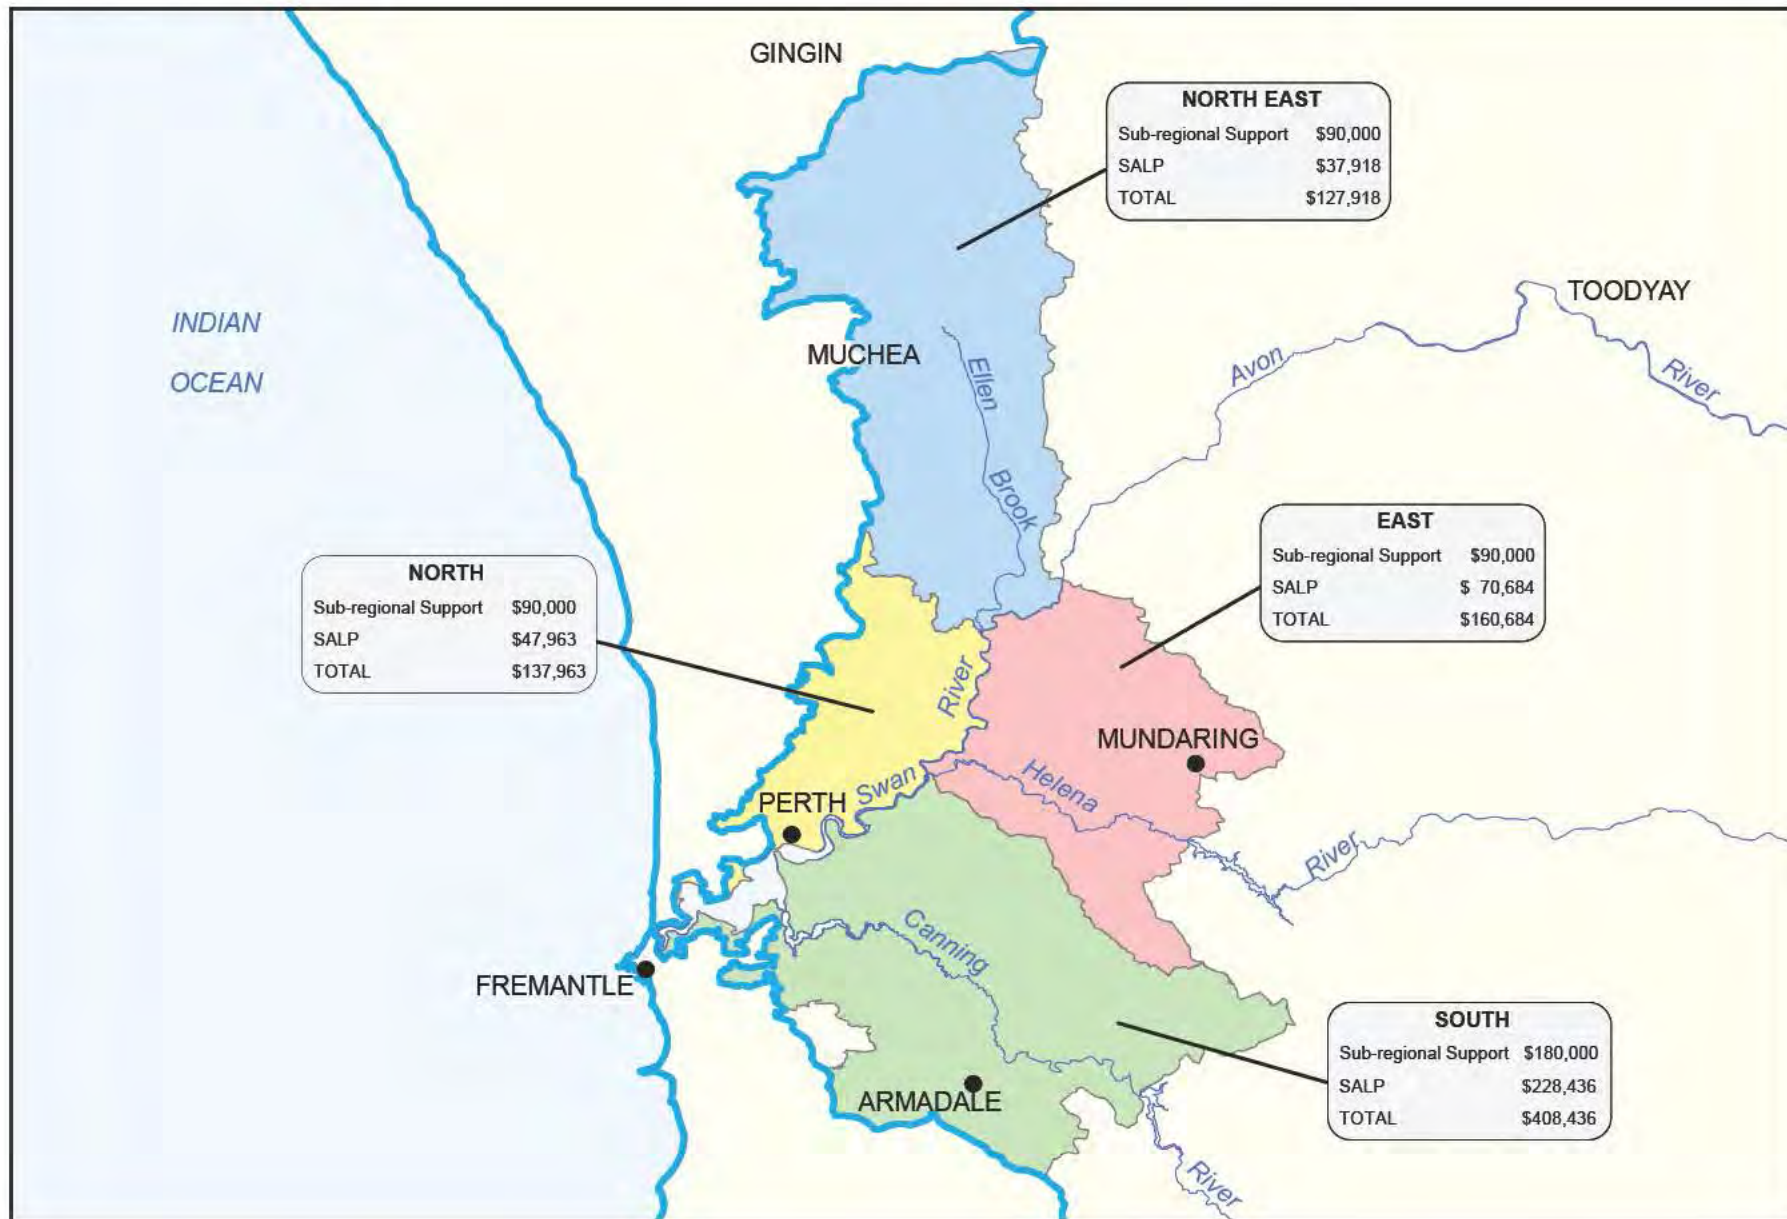 GINGIN
NORTH EAST
Sub-regional Support $90,000
SALP $37,918
TOTAL $127,918
TOODYAY
INDIAN
OCEAN
MUCHEA
Ellen
Brook
Avon
River
EAST
Sub-regional Support $90,000
SALP $ 70,684
TOTAL $160,684
NORTH
Sub-regional Support $90,000
SALP $47,963
TOTAL $137,963
River
MUNDARING
Swan
Helena
PERTH
River
Canning
FREMANTLE
SOUTH
Sub-regional Support $180,000
SALP $228,436
TOTAL $408,436
ARMADALE
River